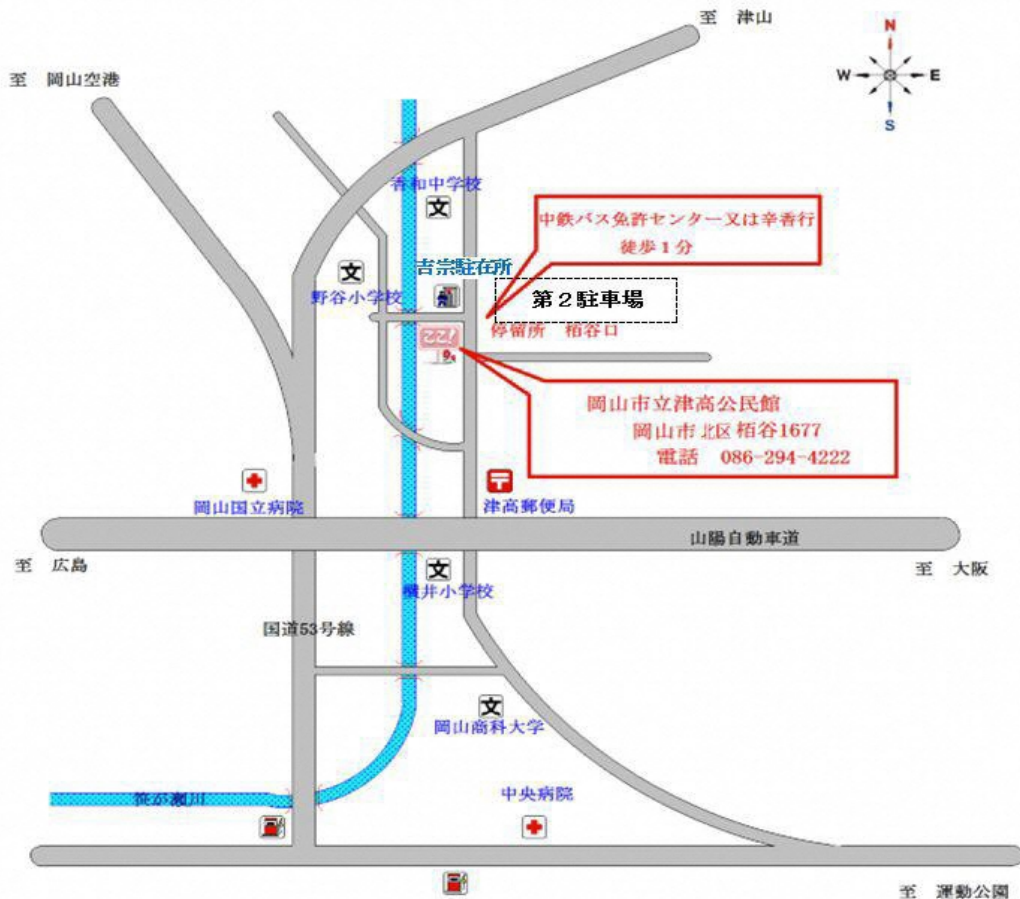 至 津山
N
至 岡山空港
W
E
S
香和中学校
文
中鉄バス免許センター又は辛香行
徒歩1分
吉宗駐在所
文
野谷小学校
第2駐車場
停留所 栢谷口
ここ!
岡山市立津高公民館
岡山市北区栢谷1677
電話 086-294-4222
岡山国立病院
津高郵便局
山陽自動車道
至 広島
至 大阪
文
横井小学校
国道53号線
文
岡山商科大学
笹が瀬川
中央病院
至 運動公園